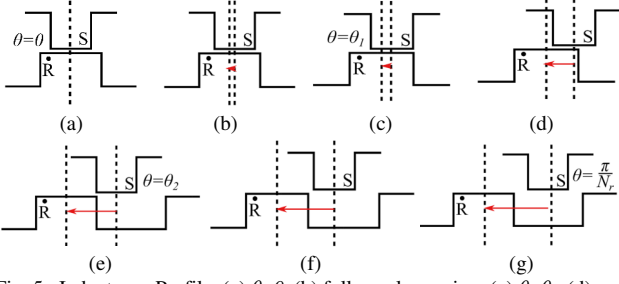 θ=0 S R
S R
θ=θ1 S R
S R
(a) (b) (c) (d)
S θ=θ2 R
S R
S θ=π/Nr R
(e) (f) (g)